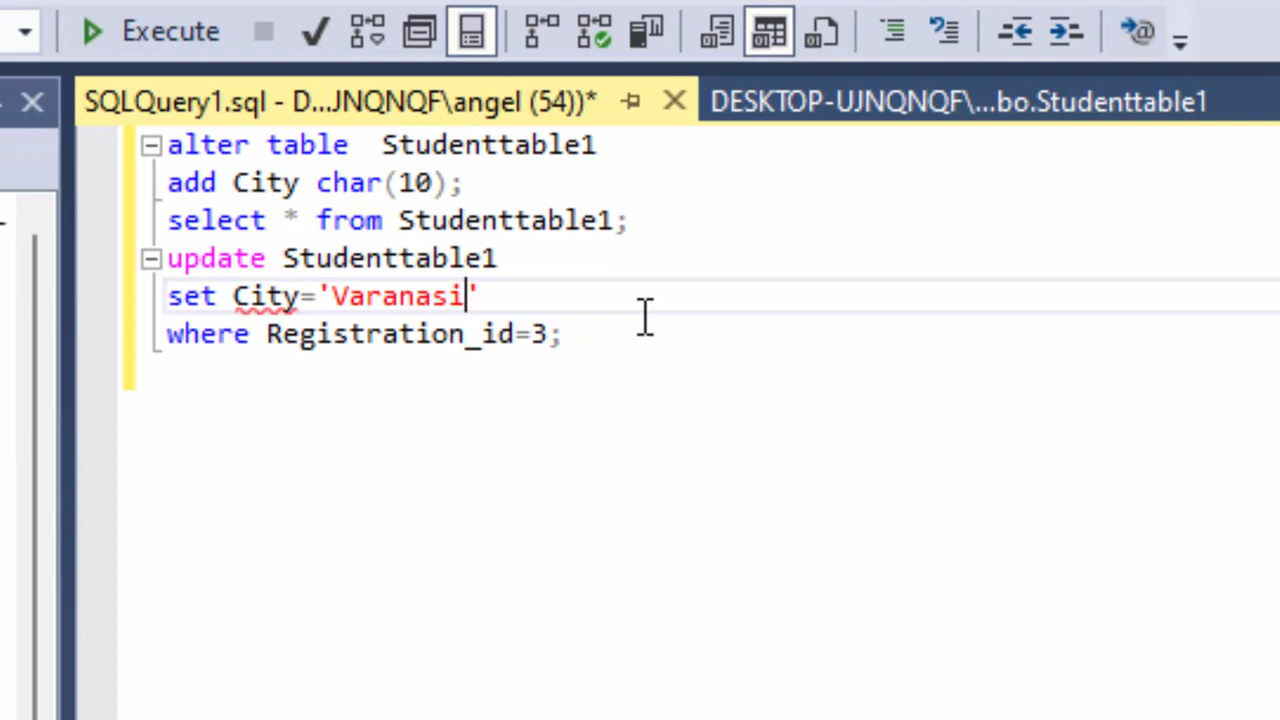 Execute
SQLQuery1.sql - D...JNQNQF\angel (54))*
DESKTOP-UJNQNQF\...bo.Studenttable1
alter table  Studenttable1
add City char(10);
select * from Studenttable1;
update Studenttable1
set City='Varanasi'
where Registration_id=3;